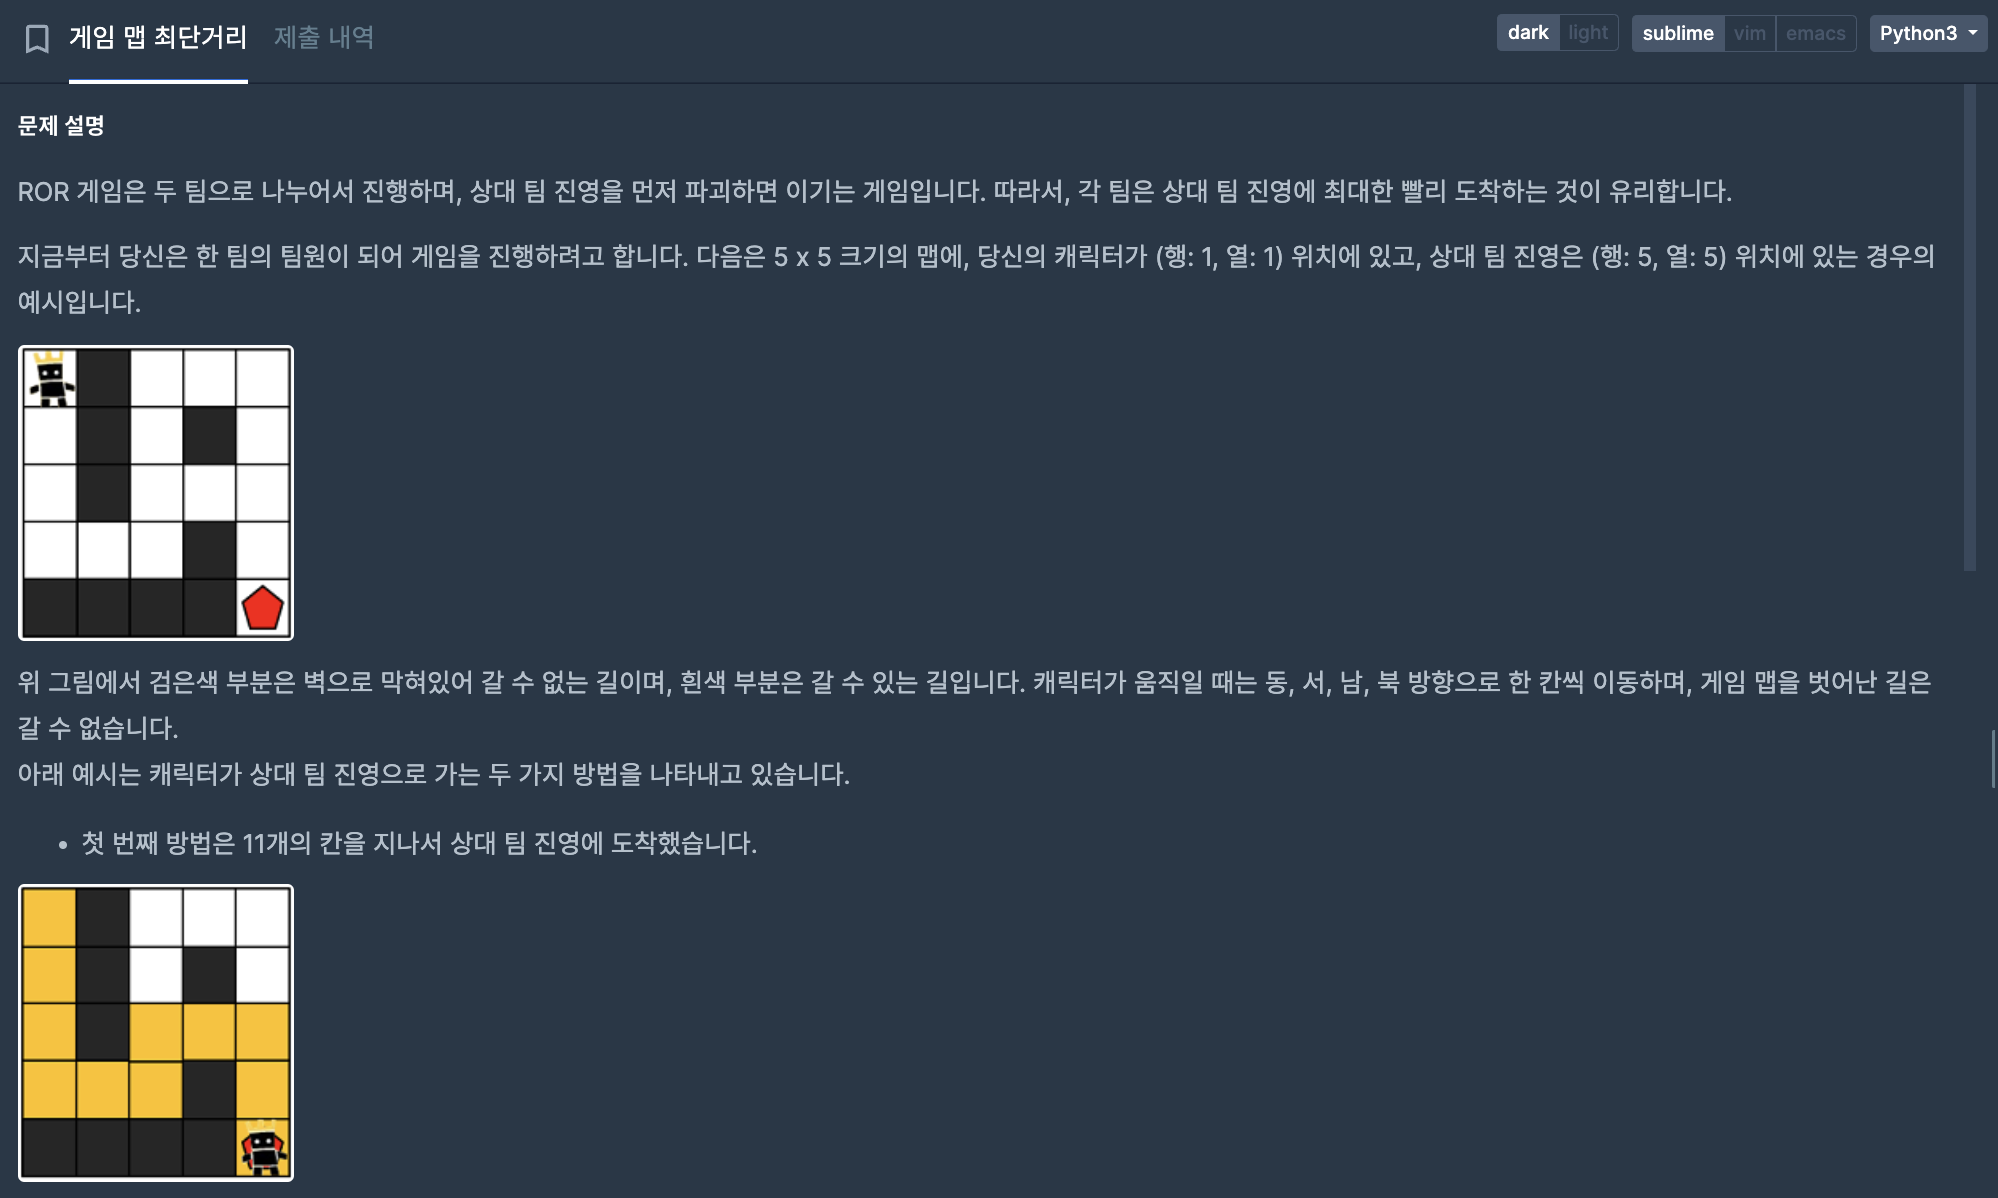 게임 맵 최단거리 제출 내역 dark light sublime vim emacs Python3
문제 설명
ROR 게임은 두 팀으로 나누어서 진행하며, 상대 팀 진영을 먼저 파괴하면 이기는 게임입니다. 따라서, 각 팀은 상대 팀 진영에 최대한 빨리 도착하는 것이 유리합니다.
지금부터 당신은 한 팀의 팀원이 되어 게임을 진행하려고 합니다. 다음은 5 x 5 크기의 맵에, 당신의 캐릭터가 (행: 1, 열: 1) 위치에 있고, 상대 팀 진영은 (행: 5, 열: 5) 위치에 있는 경우의
예시입니다.
위 그림에서 검은색 부분은 벽으로 막혀있어 갈 수 없는 길이며, 흰색 부분은 갈 수 있는 길입니다. 캐릭터가 움직일 때는 동, 서, 남, 북 방향으로 한 칸씩 이동하며, 게임 맵을 벗어난 길은
갈 수 없습니다.
아래 예시는 캐릭터가 상대 팀 진영으로 가는 두 가지 방법을 나타내고 있습니다.
• 첫 번째 방법은 11개의 칸을 지나서 상대 팀 진영에 도착했습니다.